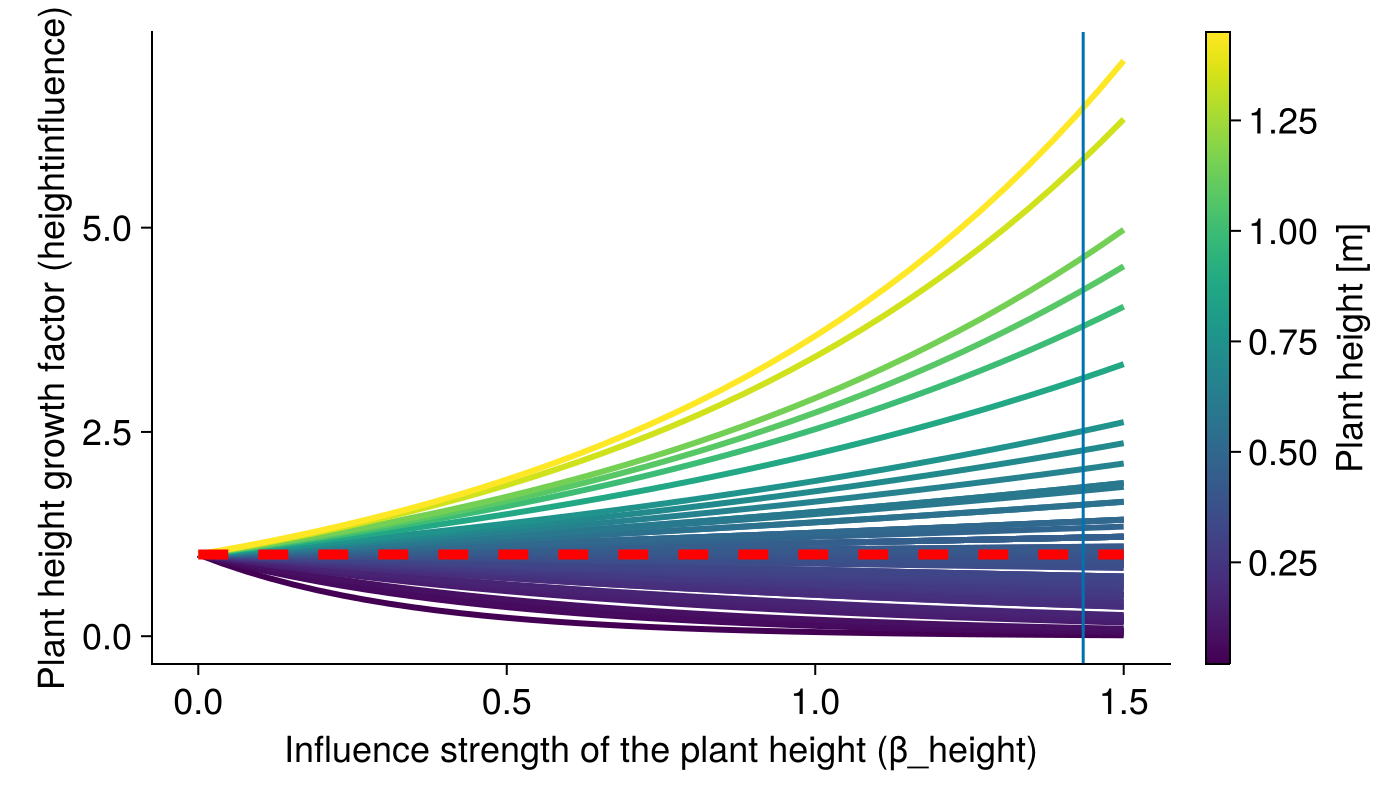 Plant height growth factor (heightinfluence)
5.0
2.5
0.0
0.0 0.5 1.0 1.5
Influence strength of the plant height (β_height)
1.25
1.00
0.75
0.50
0.25
Plant height [m]